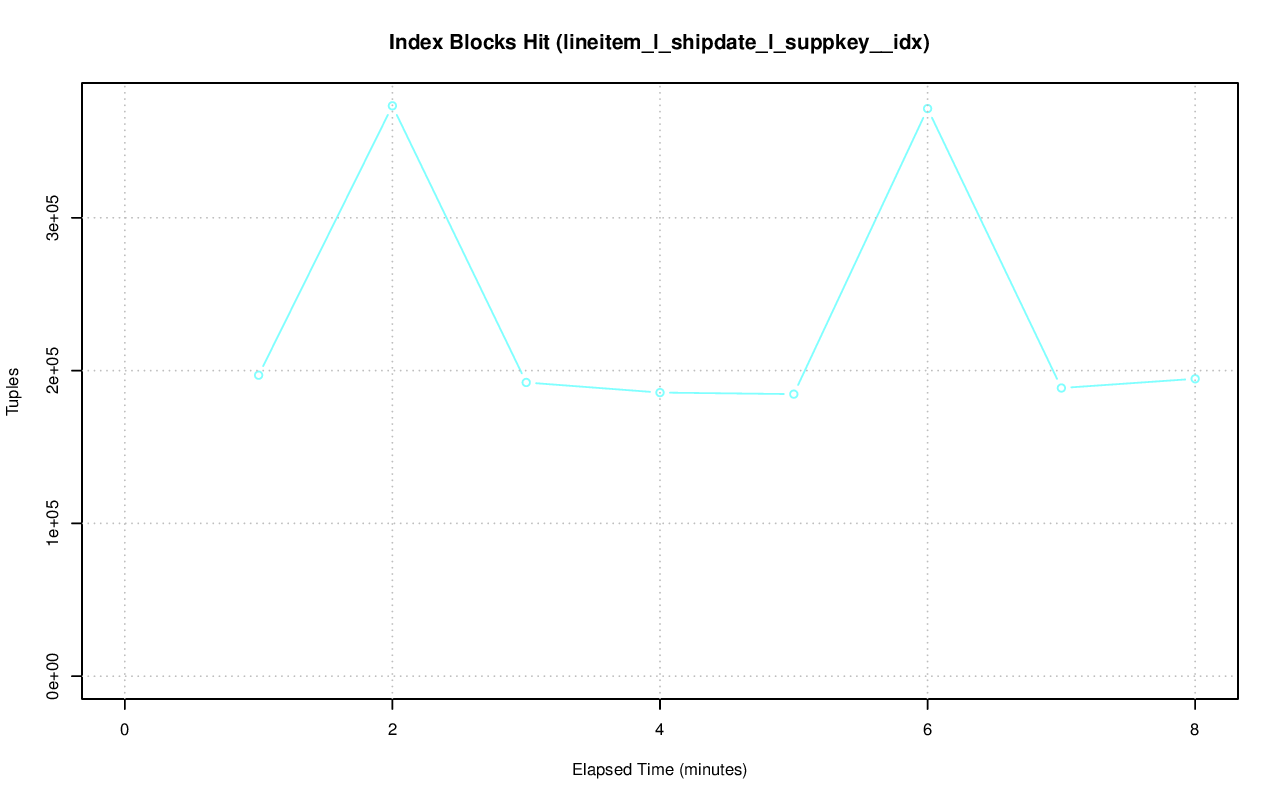 Index Blocks Hit (lineitem_l_shipdate_l_suppkey__idx)
Tuples
3e+05
2e+05
1e+05
0e+00
0 2 4 6 8
Elapsed Time (minutes)